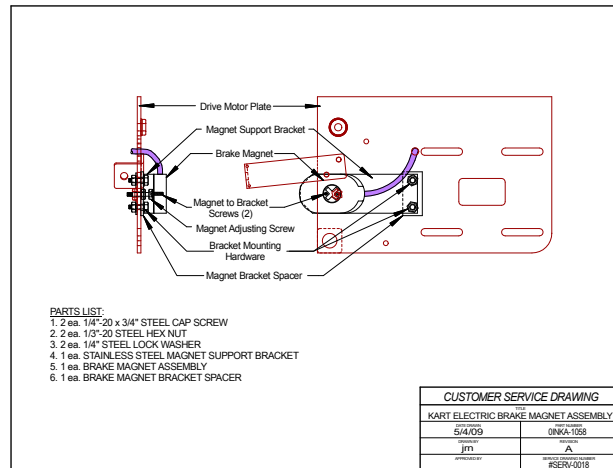 Drive Motor Plate
Magnet Support Bracket
Brake Magnet
Magnet to Bracket
Screws (2)
Magnet Adjusting Screw
Bracket Mounting
Hardware
Magnet Bracket Spacer
PARTS LIST:
1. 2 ea. 1/4"-20 x 3/4" STEEL CAP SCREW
2. 2 ea. 1/3"-20 STEEL HEX NUT
3. 2 ea. 1/4" STEEL LOCK WASHER
4. 1 ea. STAINLESS STEEL MAGNET SUPPORT BRACKET
5. 1 ea. BRAKE MAGNET ASSEMBLY
6. 1 ea. BRAKE MAGNET BRACKET SPACER
CUSTOMER SERVICE DRAWING
TITLE
KART ELECTRIC BRAKE MAGNET ASSEMBLY
DATE DRAWN
5/4/09
PART NUMBER
0INKA-1058
DRAWN BY
jm
REVISION
A
APPROVED BY
SERVICE DRAWING NUMBER
#SERV-0018